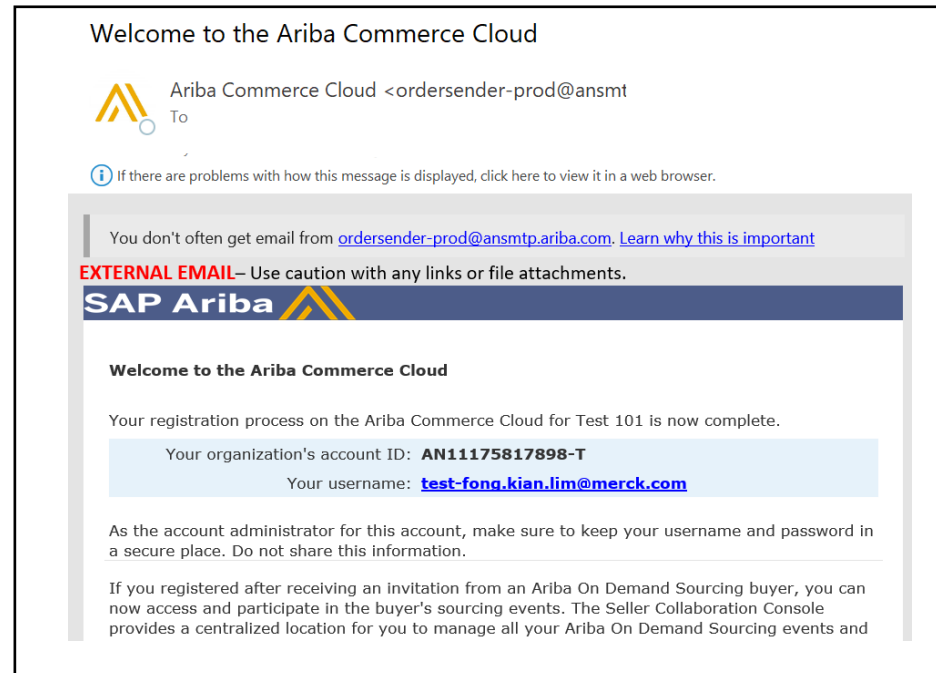 Welcome to the Ariba Commerce Cloud
Ariba Commerce Cloud <ordersender-prod@ansmt
To
If there are problems with how this message is displayed, click here to view it in a web browser.
You don't often get email from ordersender-prod@ansmtp.ariba.com. Learn why this is important
EXTERNAL EMAIL– Use caution with any links or file attachments.
SAP Ariba
Welcome to the Ariba Commerce Cloud
Your registration process on the Ariba Commerce Cloud for Test 101 is now complete.
Your organization's account ID: AN11175817898-T
Your username: test-fong.kian.lim@merck.com
As the account administrator for this account, make sure to keep your username and password in
a secure place. Do not share this information.
If you registered after receiving an invitation from an Ariba On Demand Sourcing buyer, you can
now access and participate in the buyer's sourcing events. The Seller Collaboration Console
provides a centralized location for you to manage all your Ariba On Demand Sourcing events and